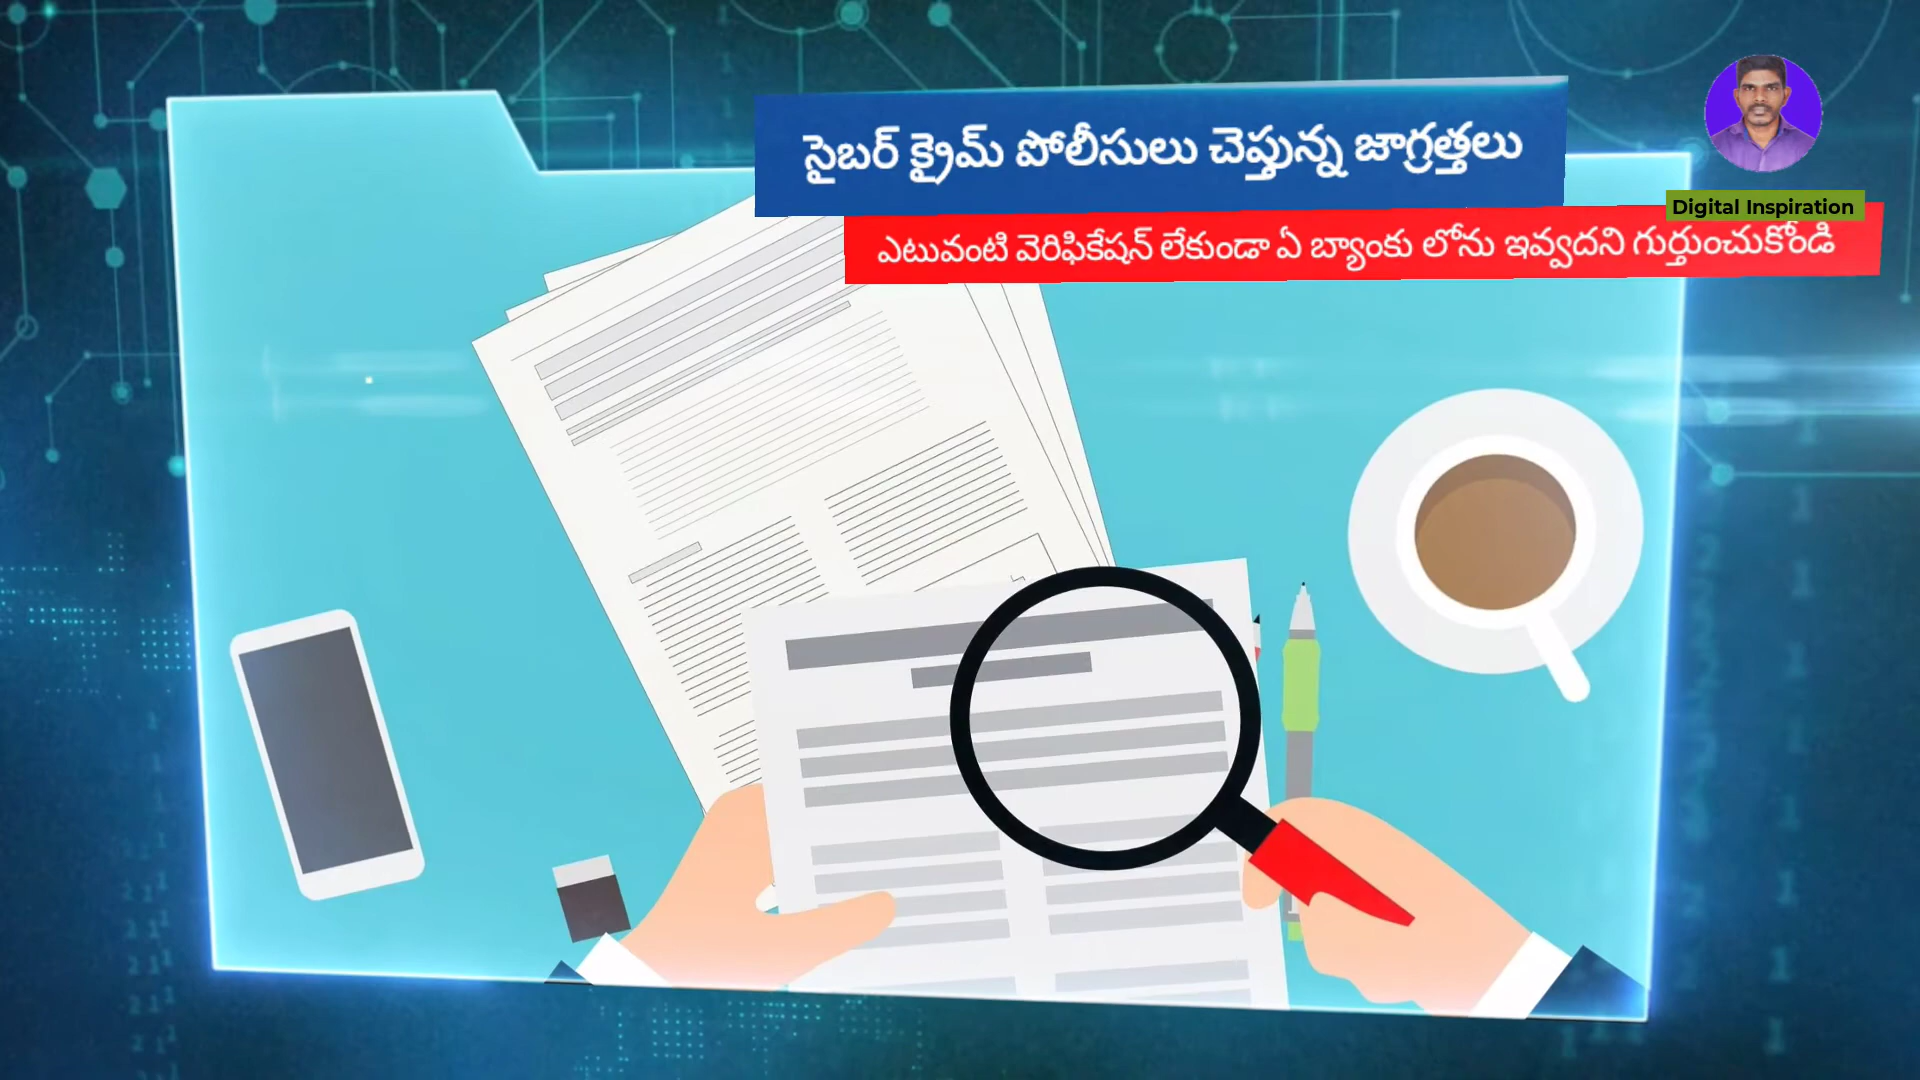 సైబర్ క్రైమ్ పోలీసులు చెప్తున్న జాగ్రత్తలు
Digital Inspiration
ఎటువంటి వెరిఫికేషన్ లేకుండా ఏ బ్యాంకు లోను ఇవ్వదని గుర్తుంచుకోండి